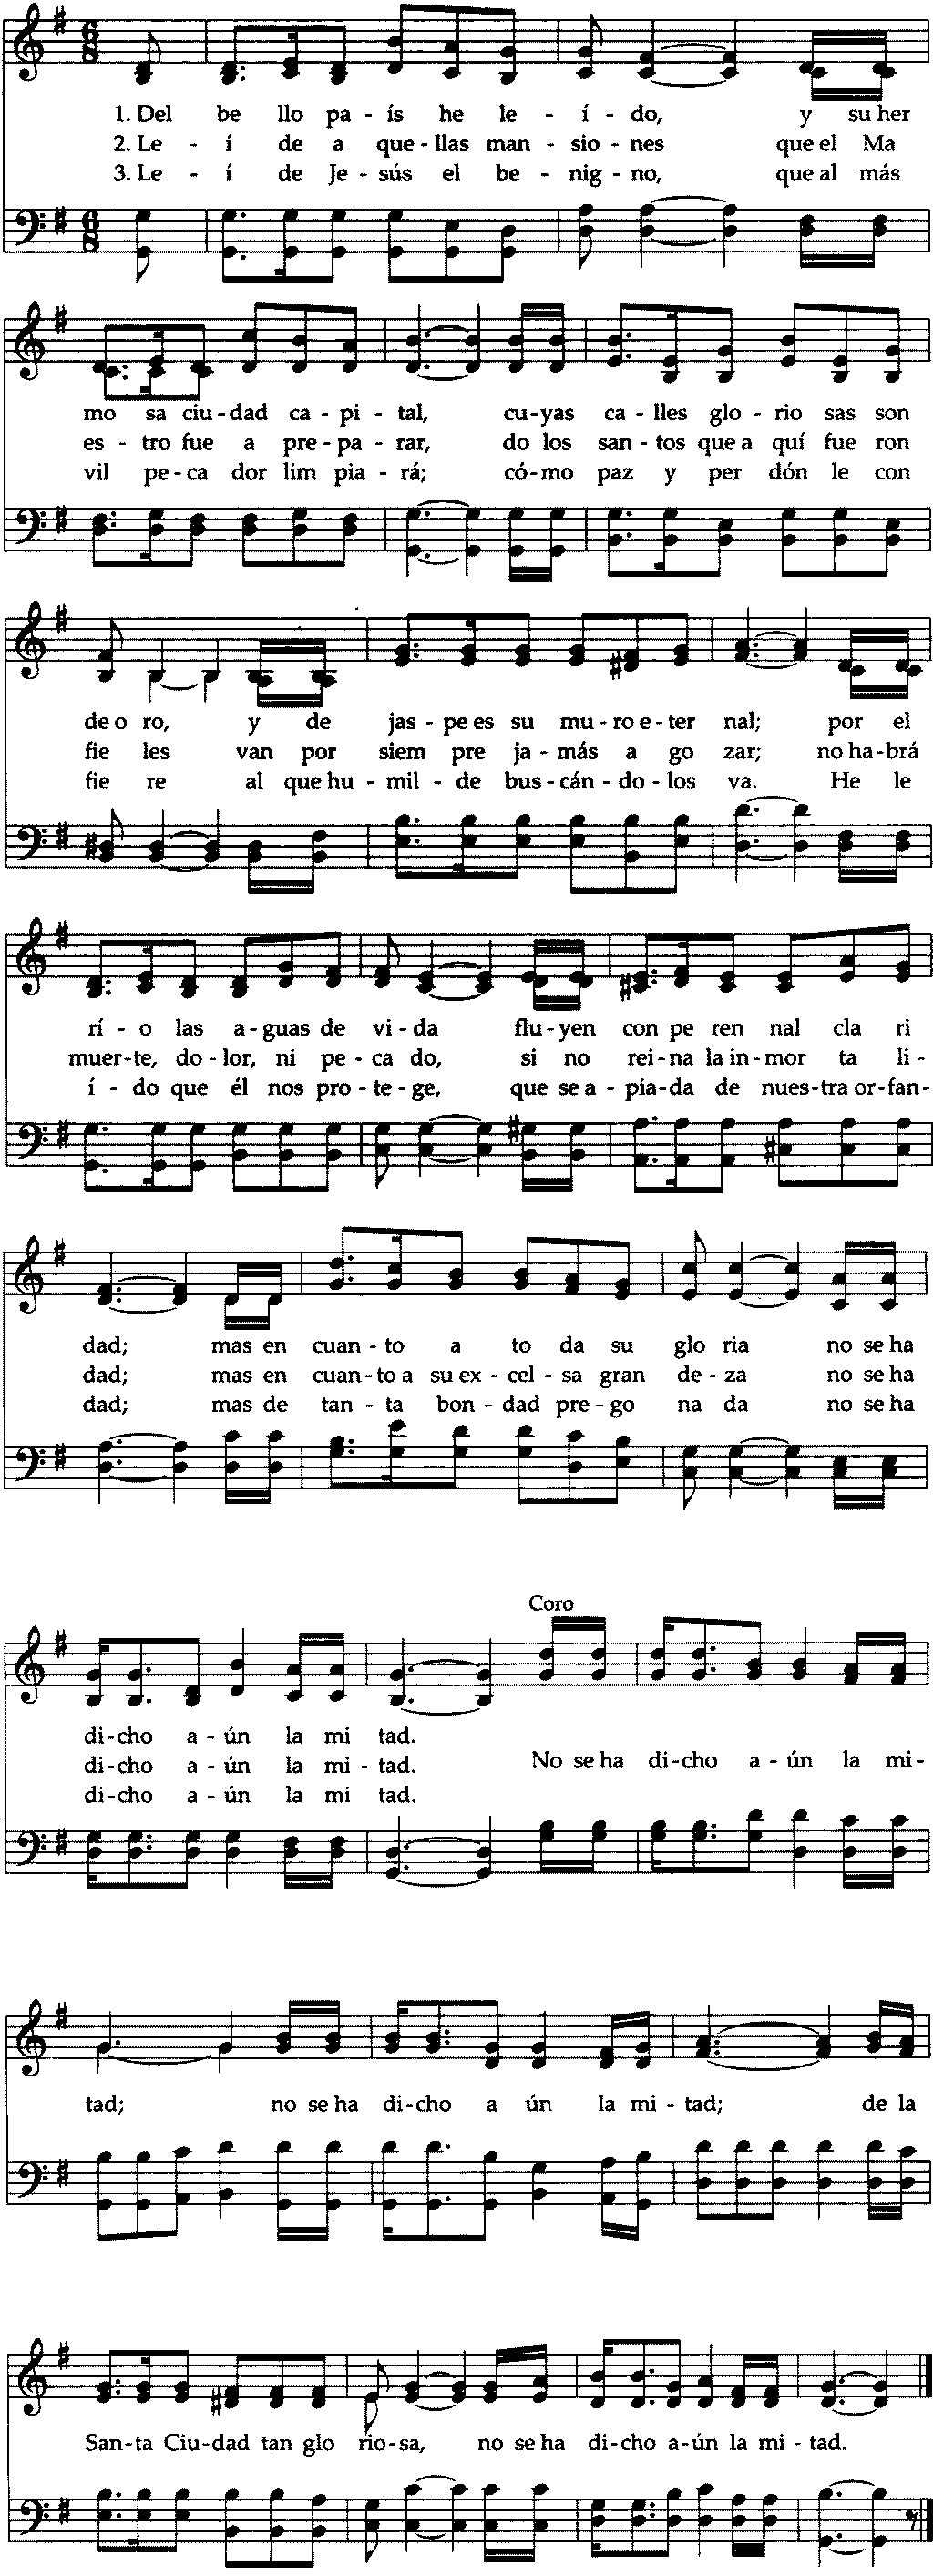 1. Del be llo pa - ís he le - í - do, y su her
2. Le - í de a que - llas man - sio - nes que el Ma
3. Le - í de Je - sús el be - nig - no, que al más
mo sa ciu - dad ca - pi - tal, cu - yas ca - lles glo - rio sas son
es - tro fue a pre - pa - rar, do los san - tos que a quí fue ron
vil pe - ca dor lim pia - rá; có - mo paz y per dón le con
de o ro, y de jas - pe es su mu - ro e - ter nal; por el
fie les van por siem pre ja - más a go zar; no ha - brá
fie re al que hu - mil - de bus - cán - do - los va. He le
rí - o las a - guas de vi - da flu - yen con pe ren nal cla ri
muer - te, do - lor, ni pe - ca do, si no rei - na la in - mor ta li -
í - do que él nos pro - te - ge, que se a - pia - da de nues - tra or - fan -
dad; mas en cuan - to a to da su glo ria no se ha
dad; mas en cuan - to a su ex - cel - sa gran de - za no se ha
dad; mas de tan - ta bon - dad pre - go na da no se ha
Coro
di - cho a - ún la mi tad.
di - cho a - ún la mi - tad. No se ha di - cho a - ún la mi -
di - cho a - ún la mi tad.
tad; no se ha di - cho a ún la mi - tad; de la
San - ta Ciu - dad tan glo rio - sa, no se ha di - cho a - ún la mi - tad.